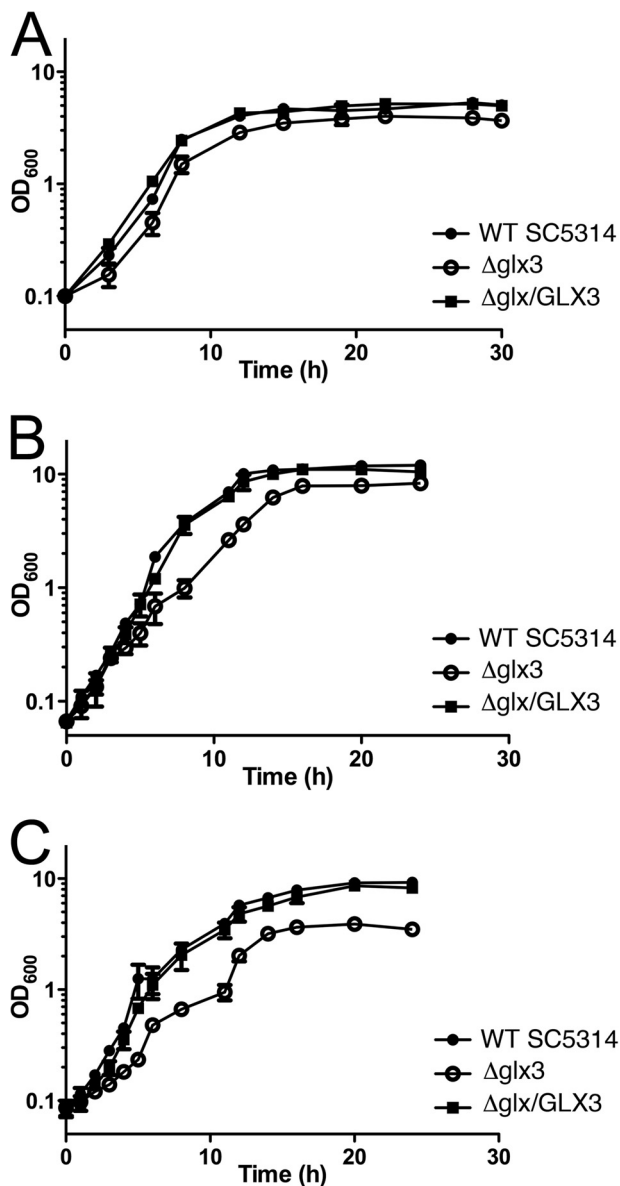 A
10
1
0.1
OD600
0 10 20 30
Time (h)
WT SC5314
Δglx3
Δglx/GLX3
B
10
1
0.1
OD600
0 10 20 30
Time (h)
WT SC5314
Δglx3
Δglx/GLX3
C
10
1
0.1
OD600
0 10 20 30
Time (h)
WT SC5314
Δglx3
Δglx/GLX3